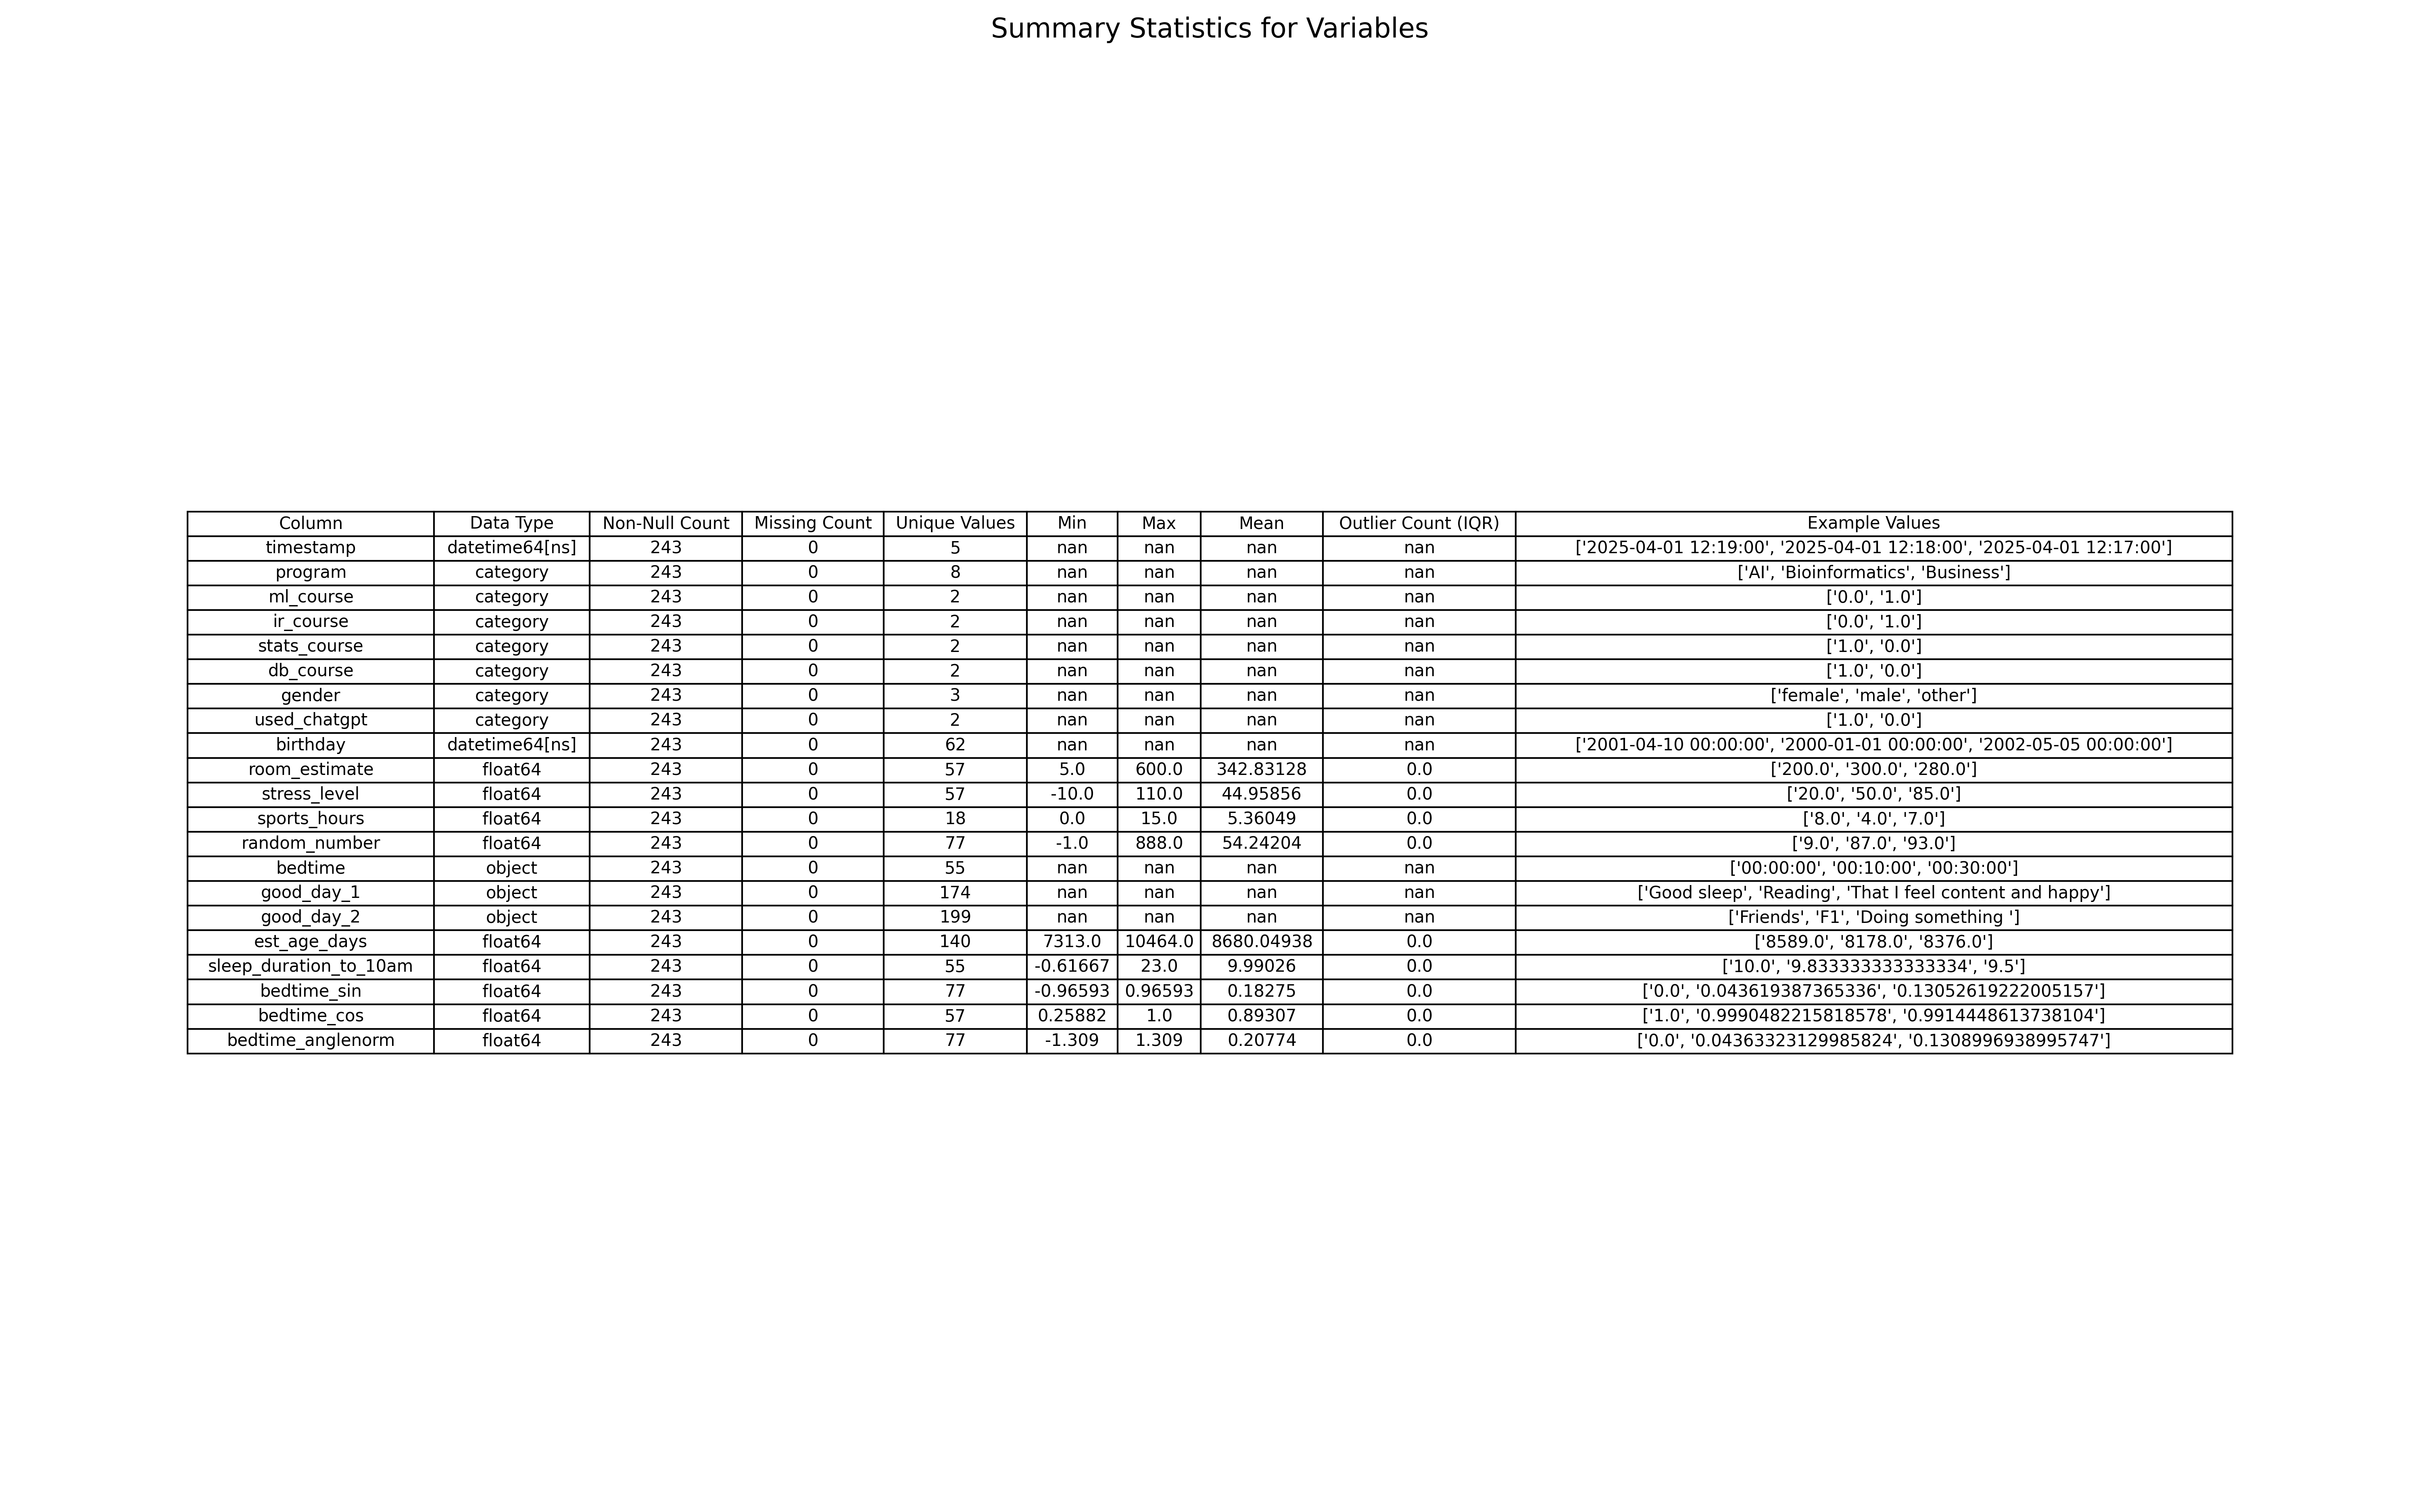 Summary Statistics for Variables
Column Data Type Non-Null Count Missing Count Unique Values Min Max Mean Outlier Count (IQR) Example Values
timestamp datetime64[ns] 243 0 5 nan nan nan nan ['2025-04-01 12:19:00', '2025-04-01 12:18:00', '2025-04-01 12:17:00']
program category 243 0 8 nan nan nan nan ['AI', 'Bioinformatics', 'Business']
ml_course category 243 0 2 nan nan nan nan ['0.0', '1.0']
ir_course category 243 0 2 nan nan nan nan ['0.0', '1.0']
stats_course category 243 0 2 nan nan nan nan ['1.0', '0.0']
db_course category 243 0 2 nan nan nan nan ['1.0', '0.0']
gender category 243 0 3 nan nan nan nan ['female', 'male', 'other']
used_chatgpt category 243 0 2 nan nan nan nan ['1.0', '0.0']
birthday datetime64[ns] 243 0 62 nan nan nan nan ['2001-04-10 00:00:00', '2000-01-01 00:00:00', '2002-05-05 00:00:00']
room_estimate float64 243 0 57 5.0 600.0 342.83128 0.0 ['200.0', '300.0', '280.0']
stress_level float64 243 0 57 -10.0 110.0 44.95856 0.0 ['20.0', '50.0', '85.0']
sports_hours float64 243 0 18 0.0 15.0 5.36049 0.0 ['8.0', '4.0', '7.0']
random_number float64 243 0 77 -1.0 888.0 54.24204 0.0 ['9.0', '87.0', '93.0']
bedtime object 243 0 55 nan nan nan nan ['00:00:00', '00:10:00', '00:30:00']
good_day_1 object 243 0 174 nan nan nan nan ['Good sleep', 'Reading', 'That I feel content and happy']
good_day_2 object 243 0 199 nan nan nan nan ['Friends', 'F1', 'Doing something ']
est_age_days float64 243 0 140 7313.0 10464.0 8680.04938 0.0 ['8589.0', '8178.0', '8376.0']
sleep_duration_to_10am float64 243 0 55 -0.61667 23.0 9.99026 0.0 ['10.0', '9.833333333333334', '9.5']
bedtime_sin float64 243 0 77 -0.96593 0.96593 0.18275 0.0 ['0.0', '0.043619387365336', '0.13052619222005157']
bedtime_cos float64 243 0 57 0.25882 1.0 0.89307 0.0 ['1.0', '0.9990482215818578', '0.9914448613738104']
bedtime_anglenorm float64 243 0 77 -1.309 1.309 0.20774 0.0 ['0.0', '0.04363323129985824', '0.1308996938995747']